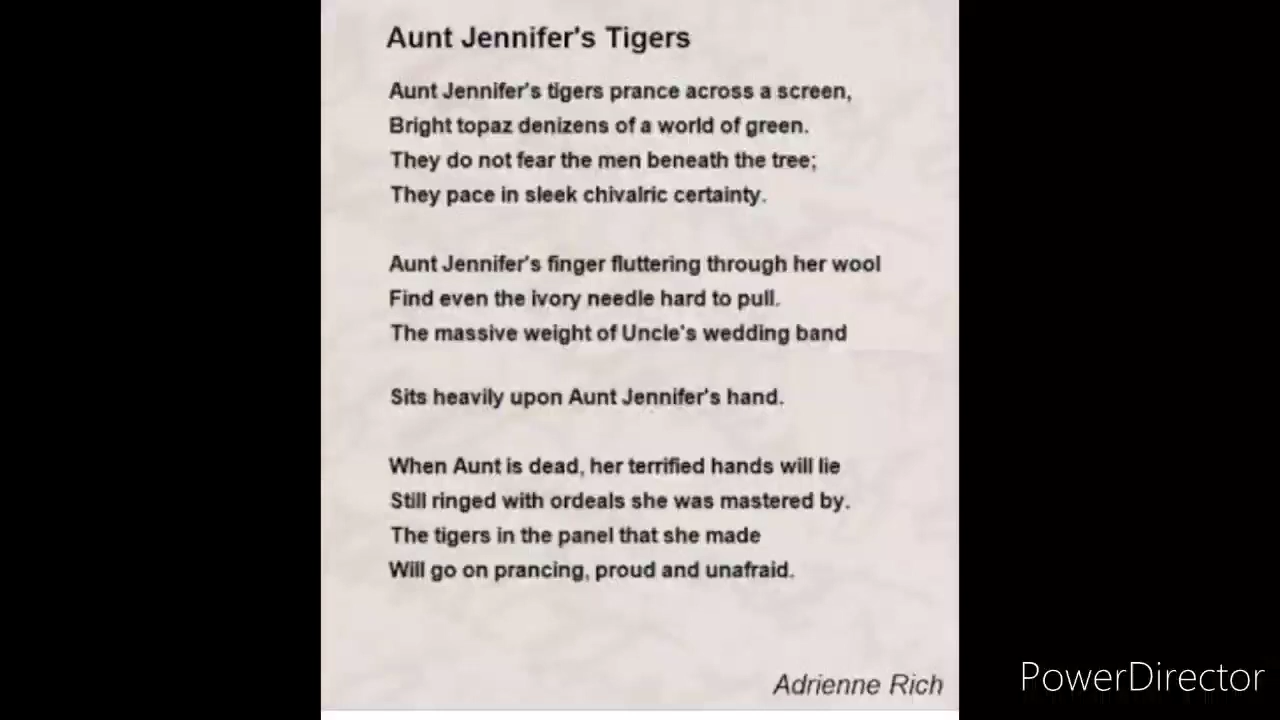 Aunt Jennifer's Tigers
Aunt Jennifer's tigers prance across a screen,
Bright topaz denizens of a world of green.
They do not fear the men beneath the tree;
They pace in sleek chivalric certainty.
Aunt Jennifer's finger fluttering through her wool
Find even the ivory needle hard to pull.
The massive weight of Uncle's wedding band
Sits heavily upon Aunt Jennifer's hand.
When Aunt is dead, her terrified hands will lie
Still ringed with ordeals she was mastered by.
The tigers in the panel that she made
Will go on prancing, proud and unafraid.
Adrienne Rich
PowerDirector